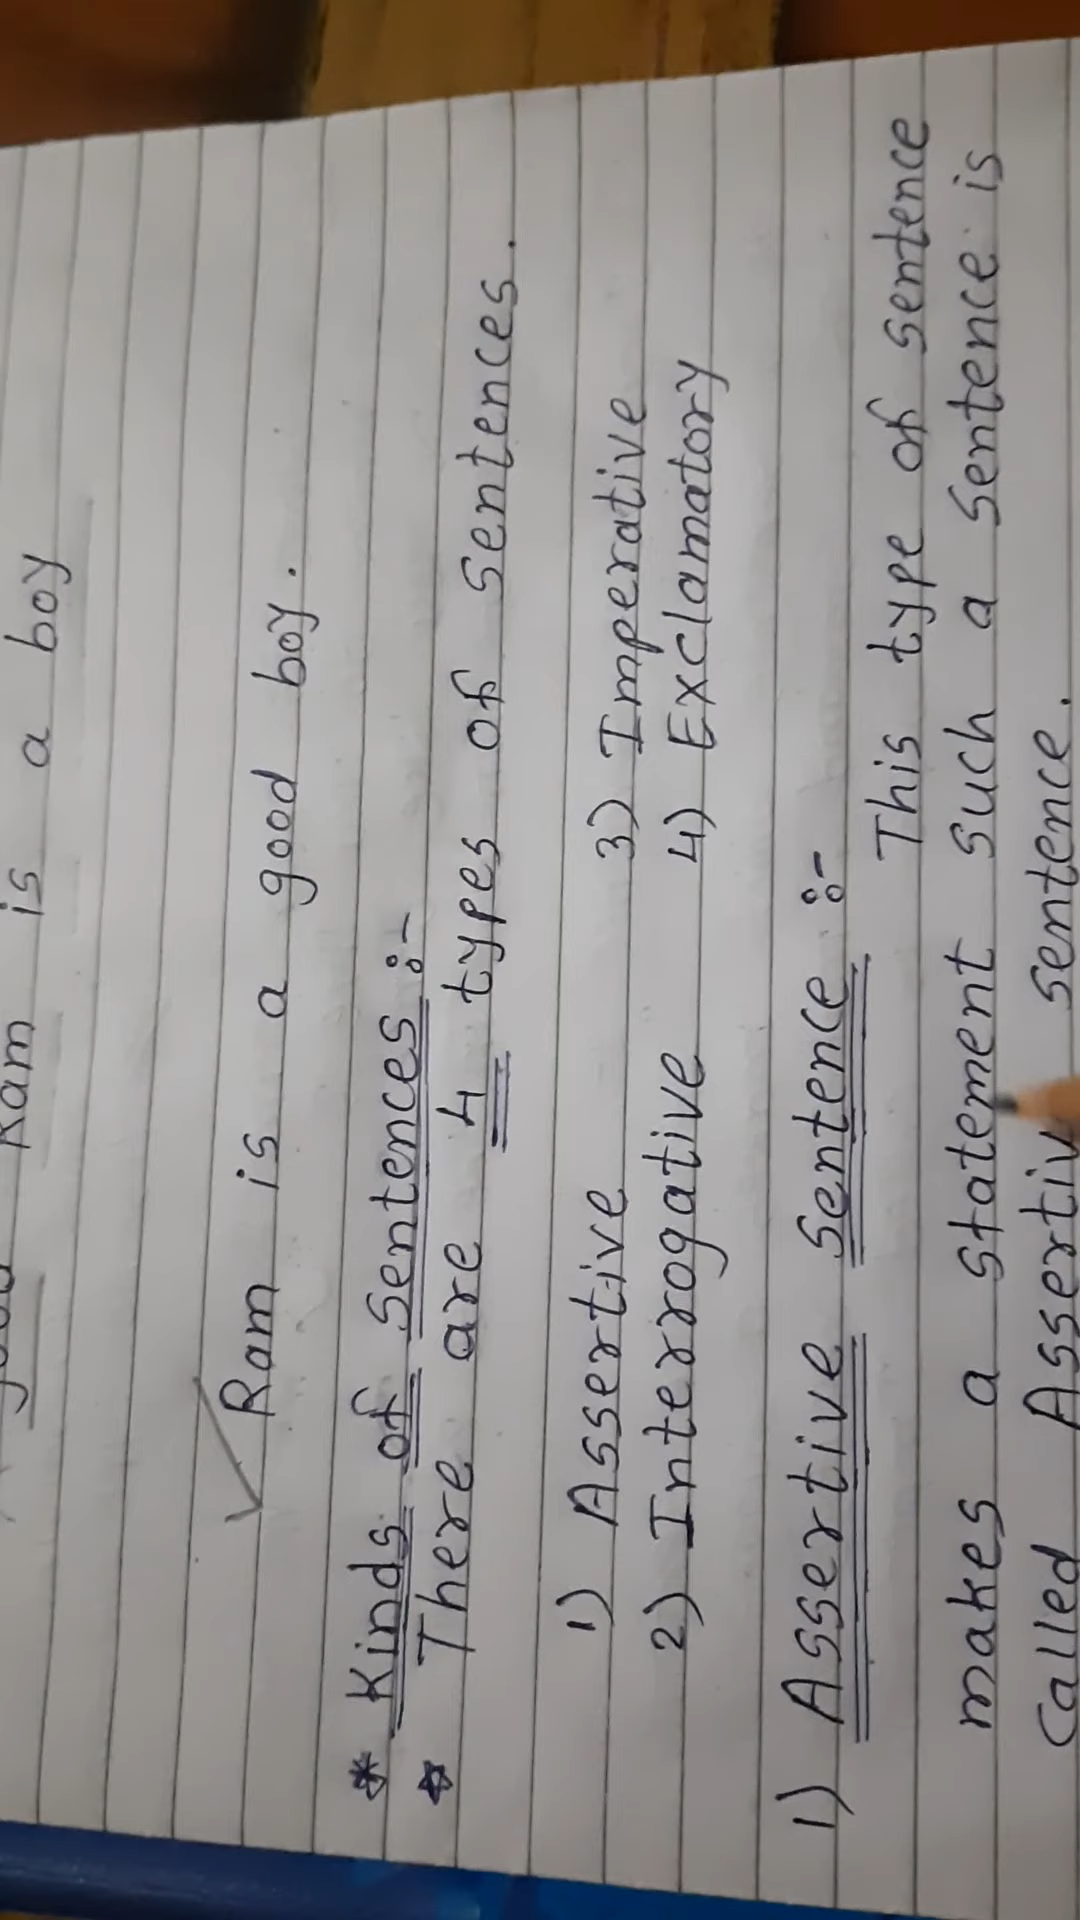 Ram is a boy
Ram is a good boy.
* Kinds of Sentences :-
* There are 4 types of sentences.
1) Assertive 3) Imperative
2) Interrogative 4) Exclamatory
1) Assertive Sentence :-
This type of sentence
makes a statement such a sentence is
called Assertiv sentence.